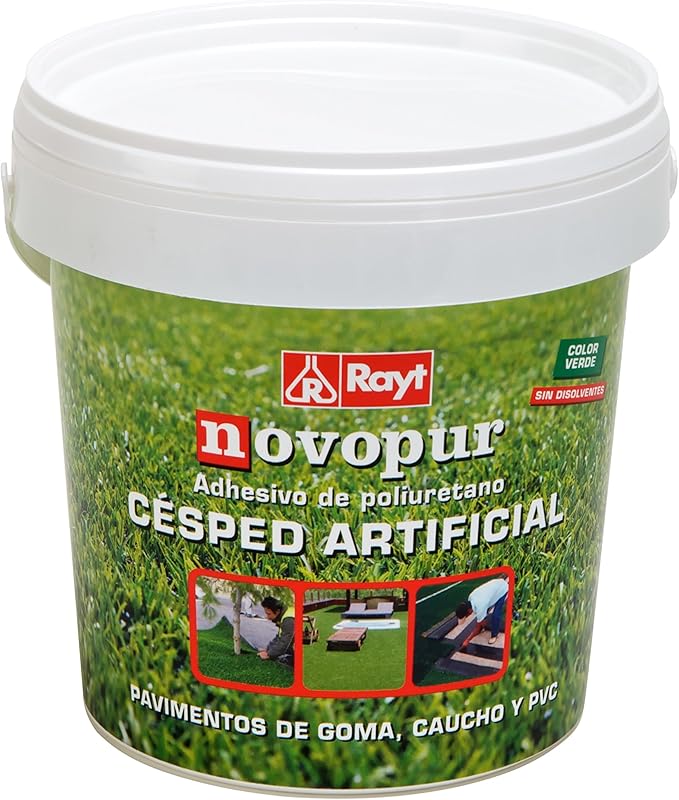 R Rayt
COLOR
VERDE
SIN DISOLVENTES
novopur
Adhesivo de poliuretano
CÉSPED ARTIFICIAL
PAVIMENTOS DE GOMA, CAUCHO Y PVC